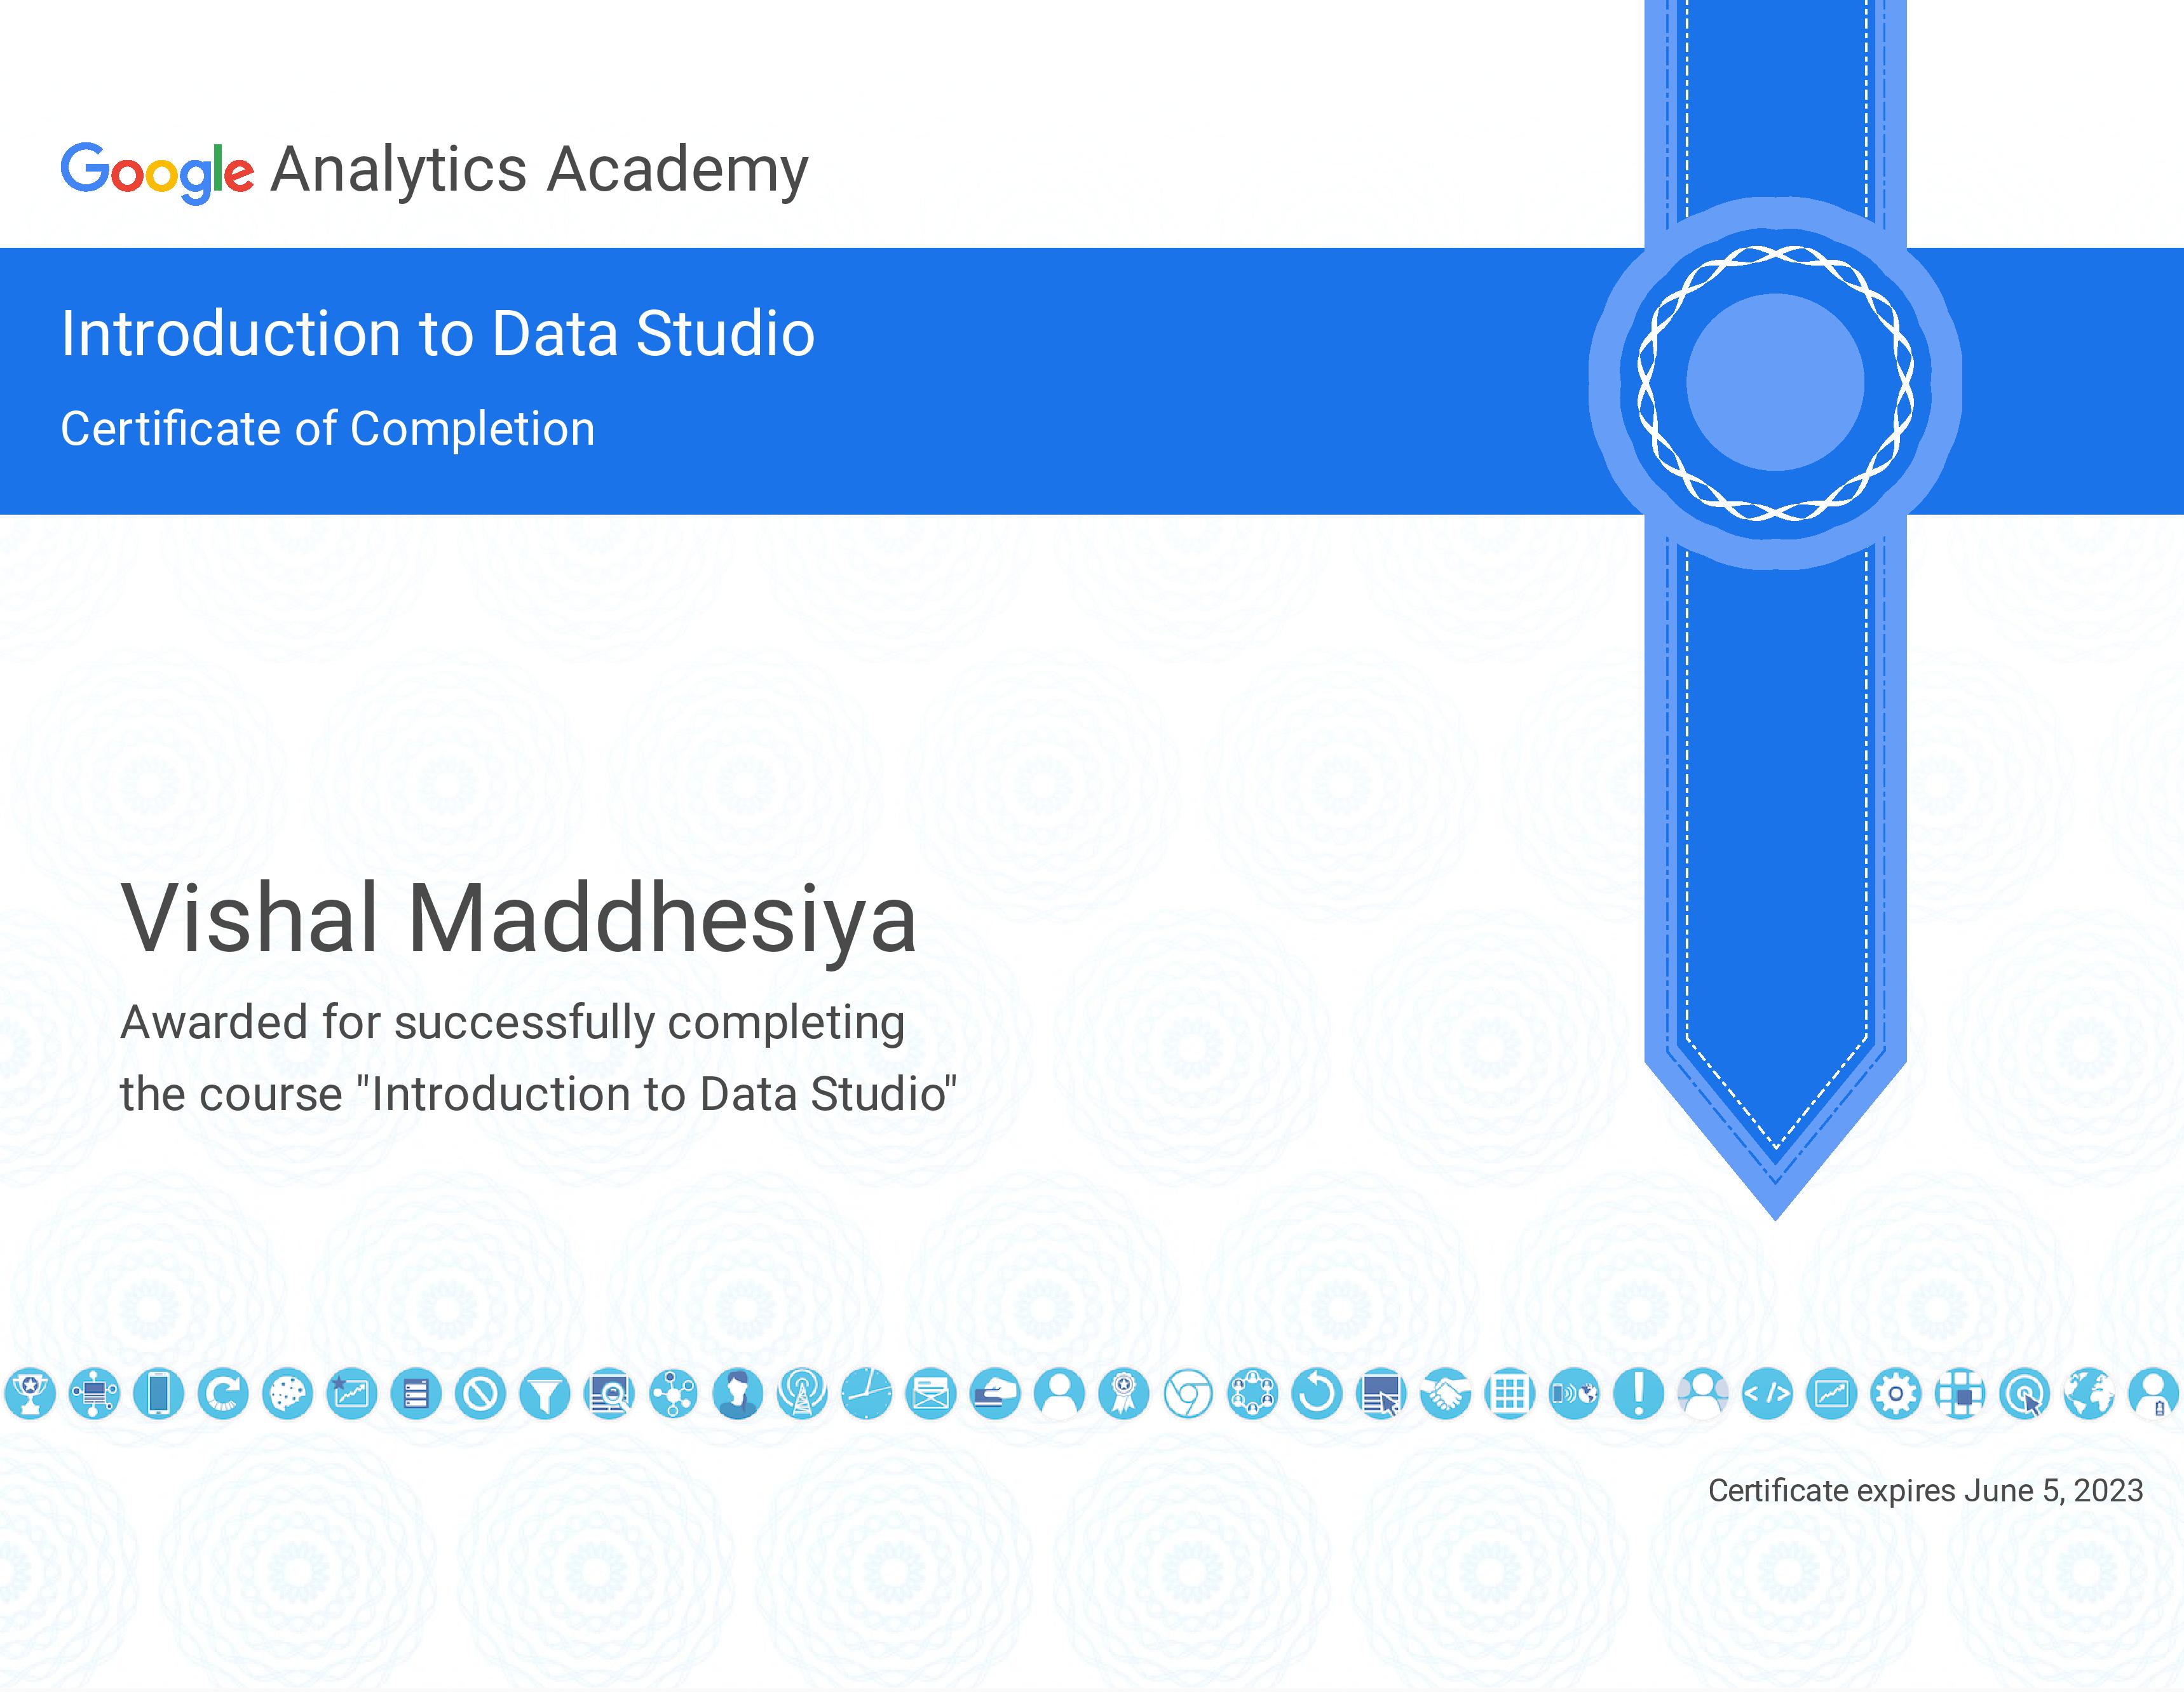 Google Analytics Academy
Introduction to Data Studio
Certificate of Completion
Vishal Maddhesiya
Awarded for successfully completing
the course "Introduction to Data Studio"
Certificate expires June 5, 2023